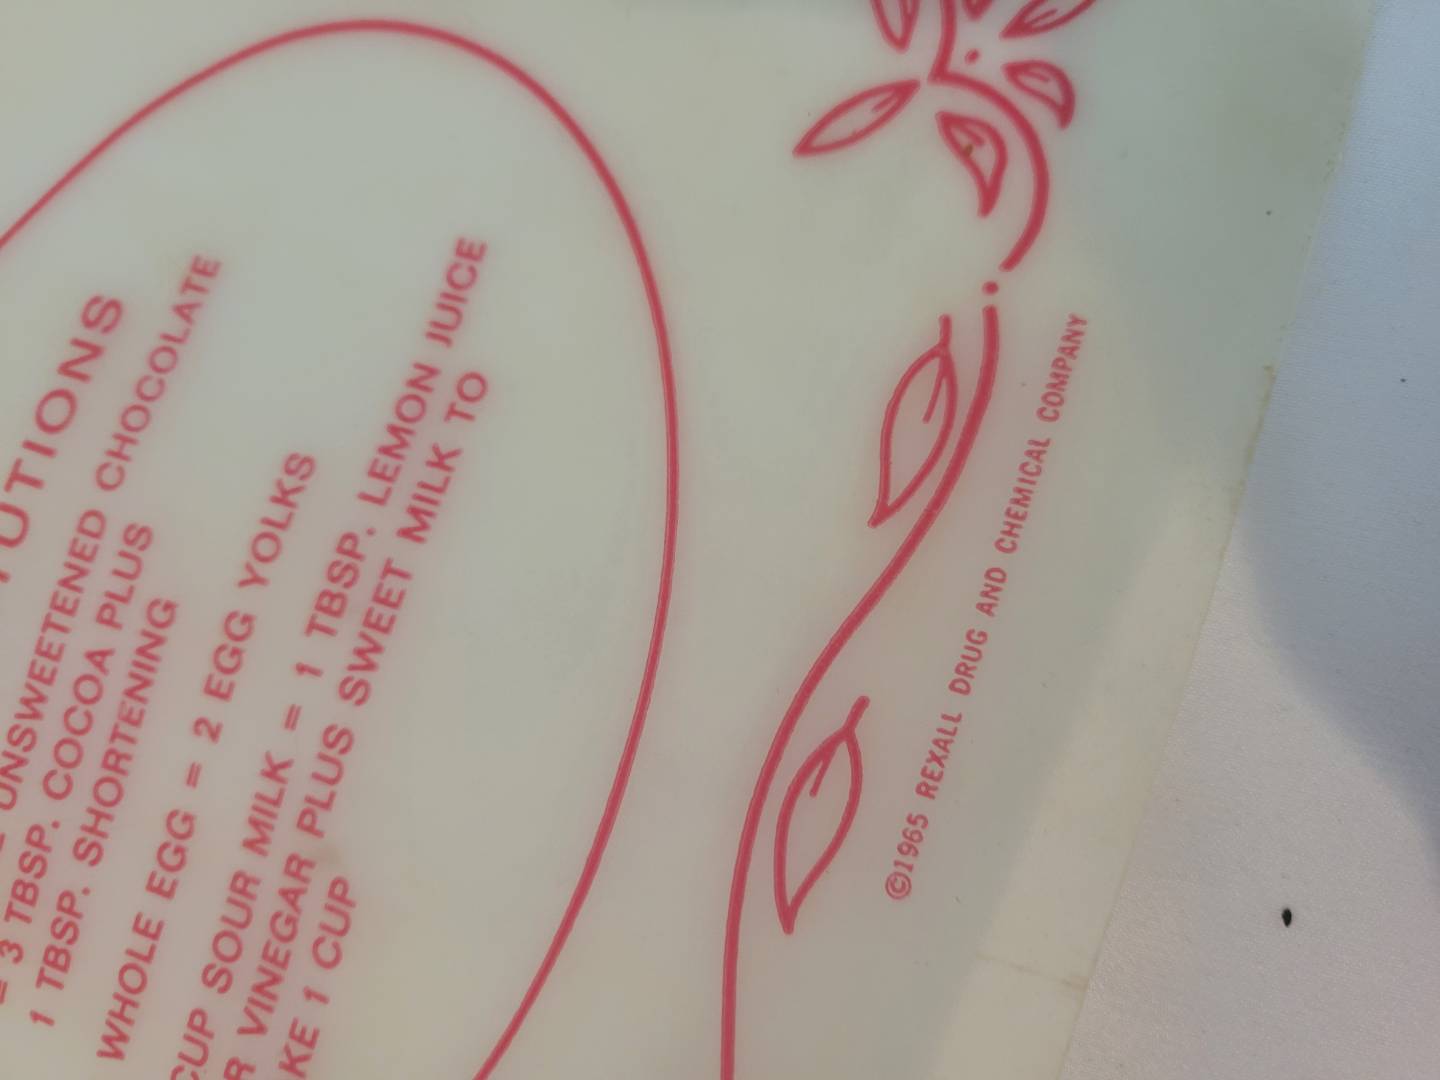 UTIONS
UNSWEETENED CHOCOLATE
= 3 TBSP. COCOA PLUS
1 TBSP. SHORTENING
WHOLE EGG = 2 EGG YOLKS
CUP SOUR MILK = 1 TBSP. LEMON JUICE
R VINEGAR PLUS SWEET MILK TO
KE 1 CUP
©1965 REXALL DRUG AND CHEMICAL COMPANY